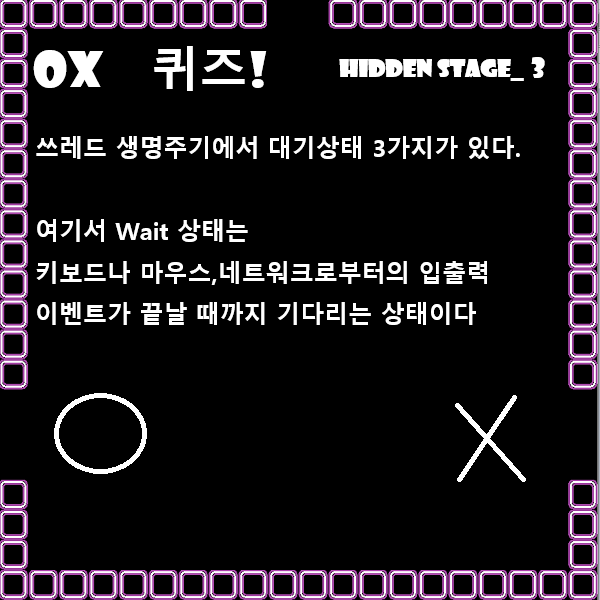 OX 퀴즈! HIDDEN STAGE_ 3
쓰레드 생명주기에서 대기상태 3가지가 있다.
여기서 Wait 상태는
키보드나 마우스,네트워크로부터의 입출력
이벤트가 끝날 때까지 기다리는 상태이다